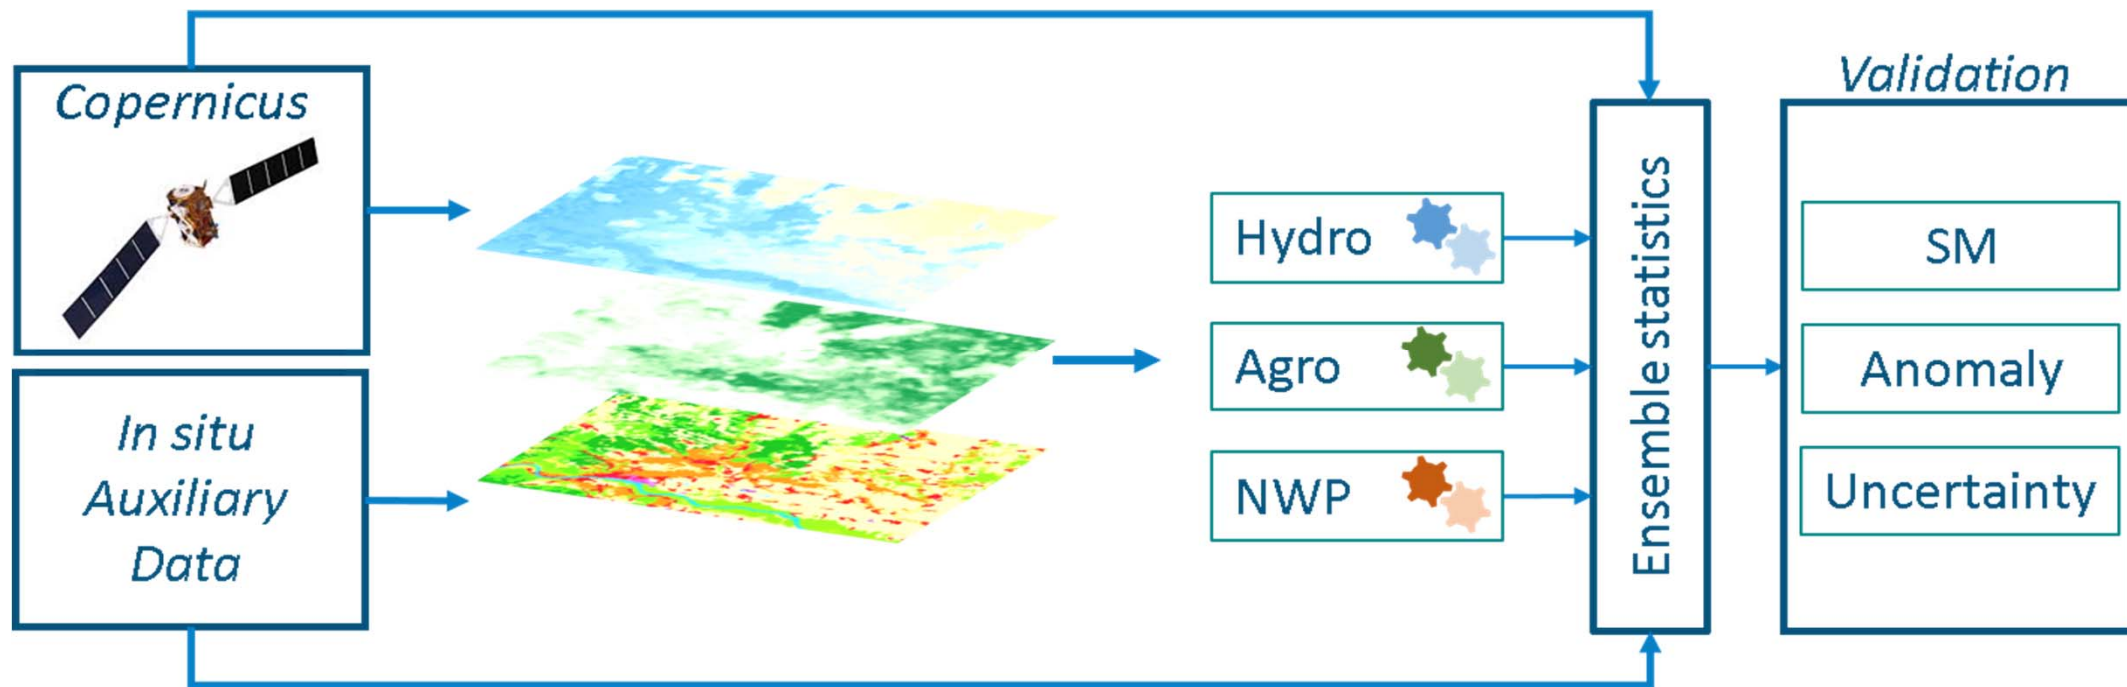 Copernicus
In situ
Auxiliary
Data
Hydro
Agro
NWP
Ensemble statistics
Validation
SM
Anomaly
Uncertainty